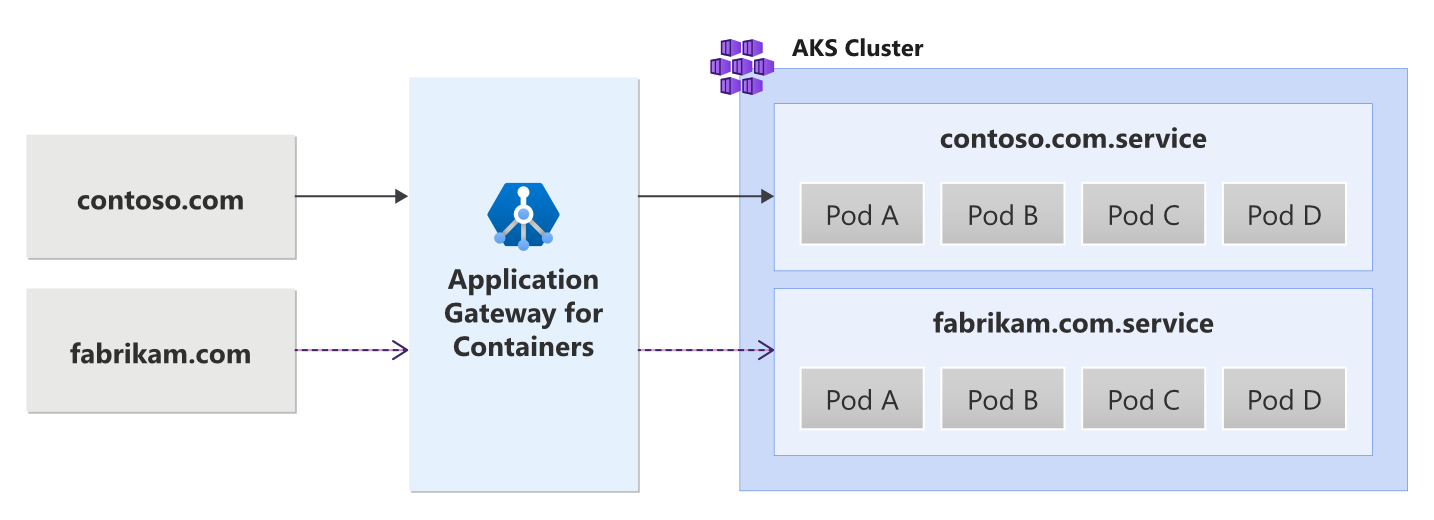 AKS Cluster
contoso.com
fabrikam.com
Application
Gateway for
Containers
contoso.com.service
Pod A
Pod B
Pod C
Pod D
fabrikam.com.service
Pod A
Pod B
Pod C
Pod D